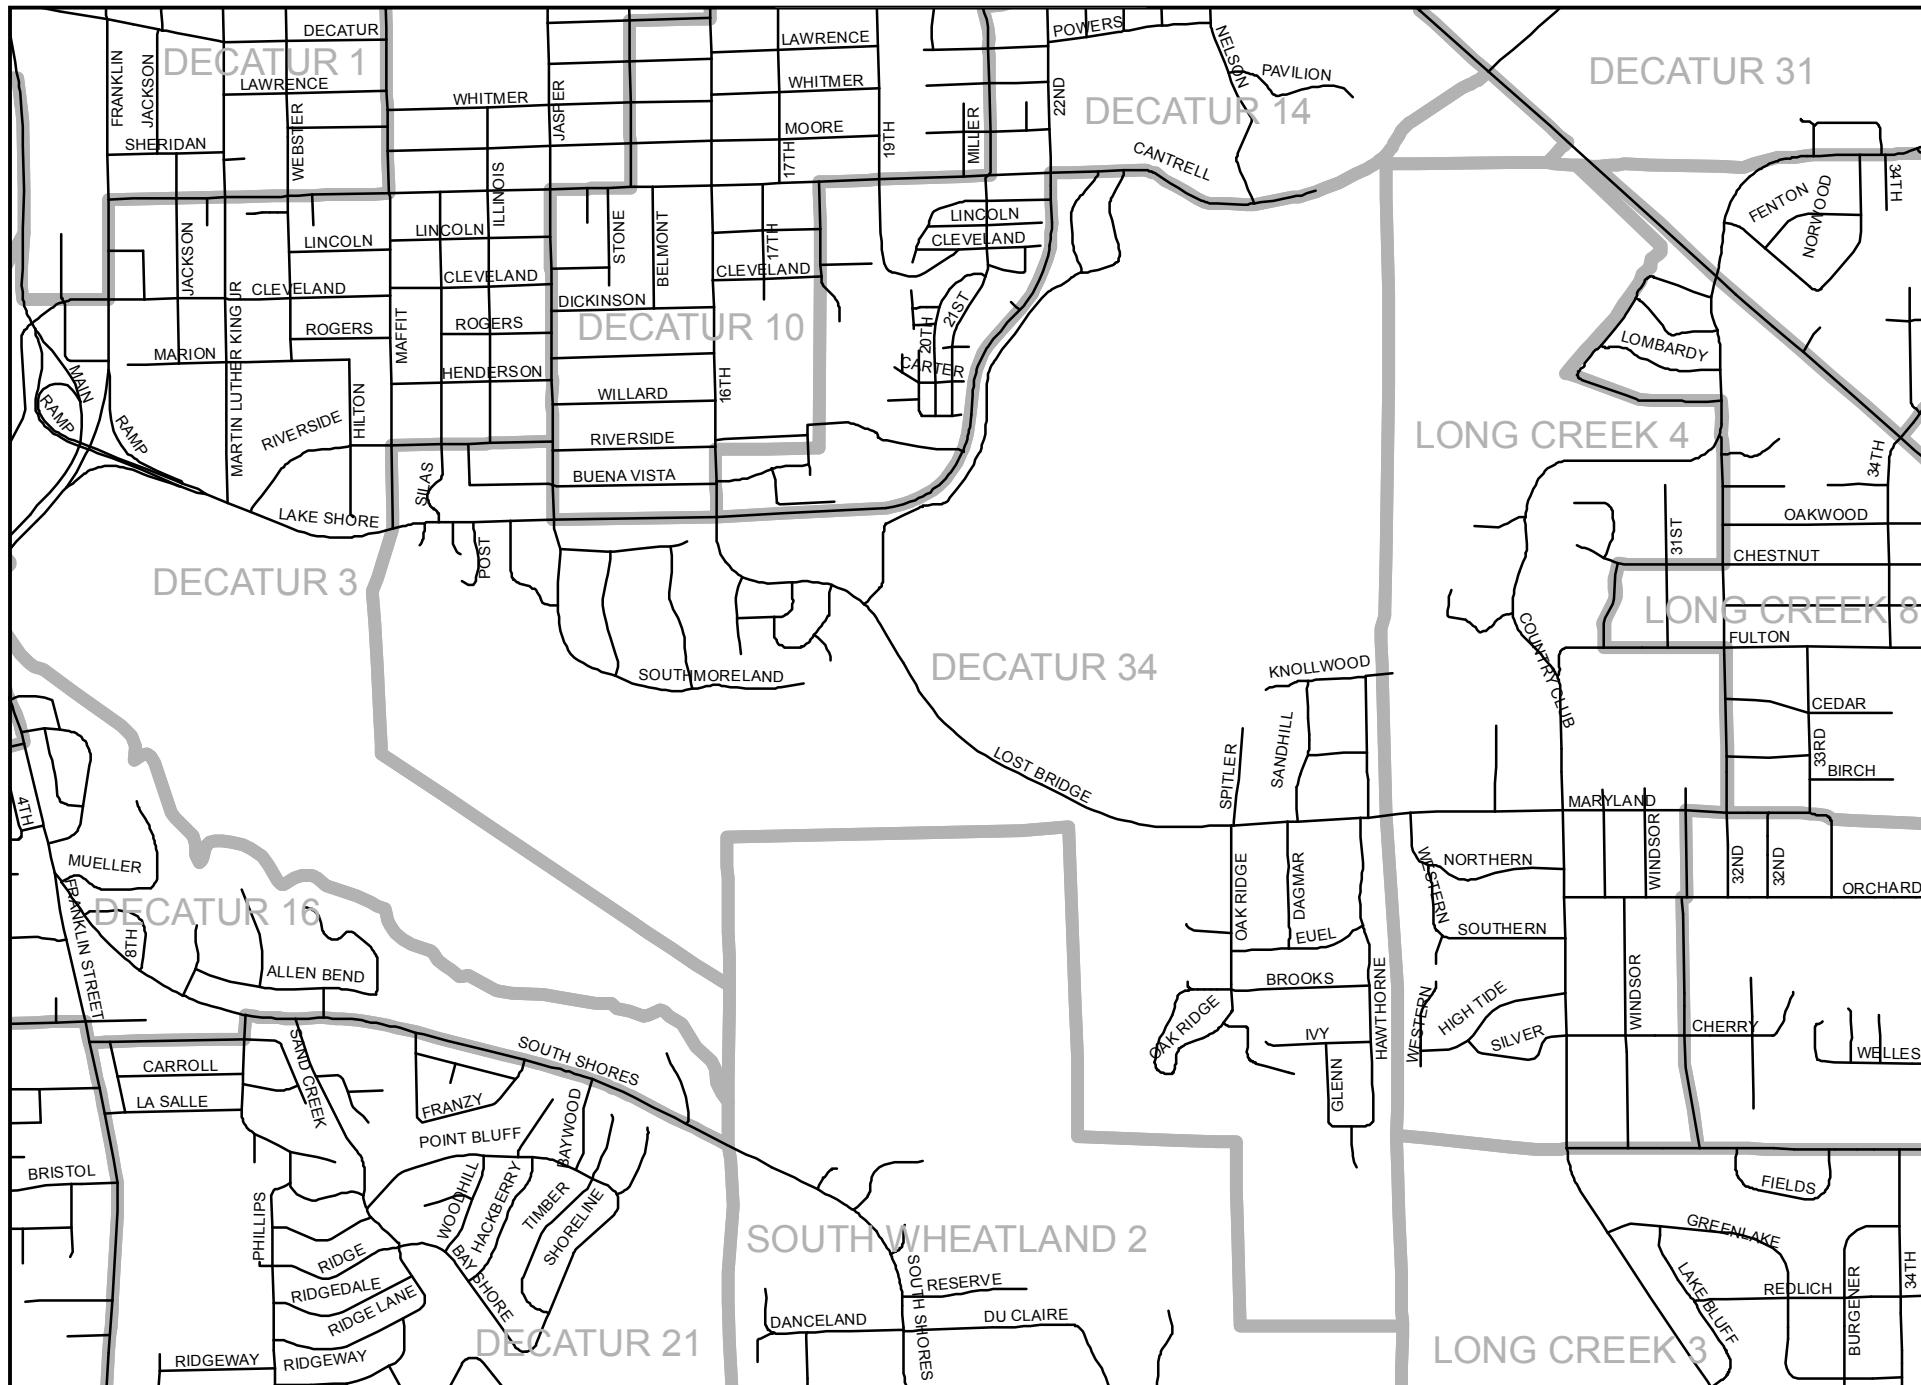 DECATUR
LAWRENCE
POWERS
NELSON
PAVILION
DECATUR 31
DECATUR 1
FRANKLIN
JACKSON
LAWRENCE
WHITMER
JASPER
WHITMER
22ND
DECATUR 14
WEBSTER
SHERIDAN
MOORE
17TH
19TH
MILLER
CANTRELL
34TH
ILLINOIS
FENTON
NORWOOD
JACKSON
LINCOLN
LINCOLN
STONE
BELMONT
17TH
LINCOLN
CLEVELAND
CLEVELAND
CLEVELAND
CLEVELAND
MARTIN LUTHER KING JR
DICKINSON
DECATUR 10
21ST
20TH
ROGERS
MAFFIT
ROGERS
LOMBARDY
MARION
MAIN
RAMP
RAMP
HENDERSON
CARTER
HILTON
WILLARD
16TH
RIVERSIDE
RIVERSIDE
LONG CREEK 4
34TH
SILAS
BUENA VISTA
LAKE SHORE
OAKWOOD
31ST
POST
CHESTNUT
DECATUR 3
LONG CREEK 8
COUNTRY CLUB
FULTON
DECATUR 34
KNOLLWOOD
SOUTHMORELAND
CEDAR
33RD
SANDHILL
SPITLER
LOST BRIDGE
BIRCH
4TH
MARYLAND
WINDSOR
32ND
32ND
MUELLER
NORTHERN
WESTERN
OAK RIDGE
DAGMAR
ORCHARD
FRANKLIN STREET
DECATUR 16
8TH
EUEL
SOUTHERN
ALLEN BEND
BROOKS
HAWTHORNE
WINDSOR
WESTERN
HIGH TIDE
OAK RIDGE
IVY
SILVER
CHERRY
SAND CREEK
SOUTH SHORES
WELLES
CARROLL
GLENN
LA SALLE
FRANZY
BAYWOOD
POINT BLUFF
BRISTOL
WOODHILL
HACKBERRY
TIMBER
SHORELINE
FIELDS
PHILLIPS
SOUTH WHEATLAND 2
GREENLAKE
RIDGE
BAY SHORE
RIDGEDALE
RIDGE LANE
SOUTH SHORES
RESERVE
LAKE BLUFF
REDLICH
BURGENER
34TH
DANCELAND
DU CLAIRE
DECATUR 21
LONG CREEK 3
RIDGEWAY
RIDGEWAY